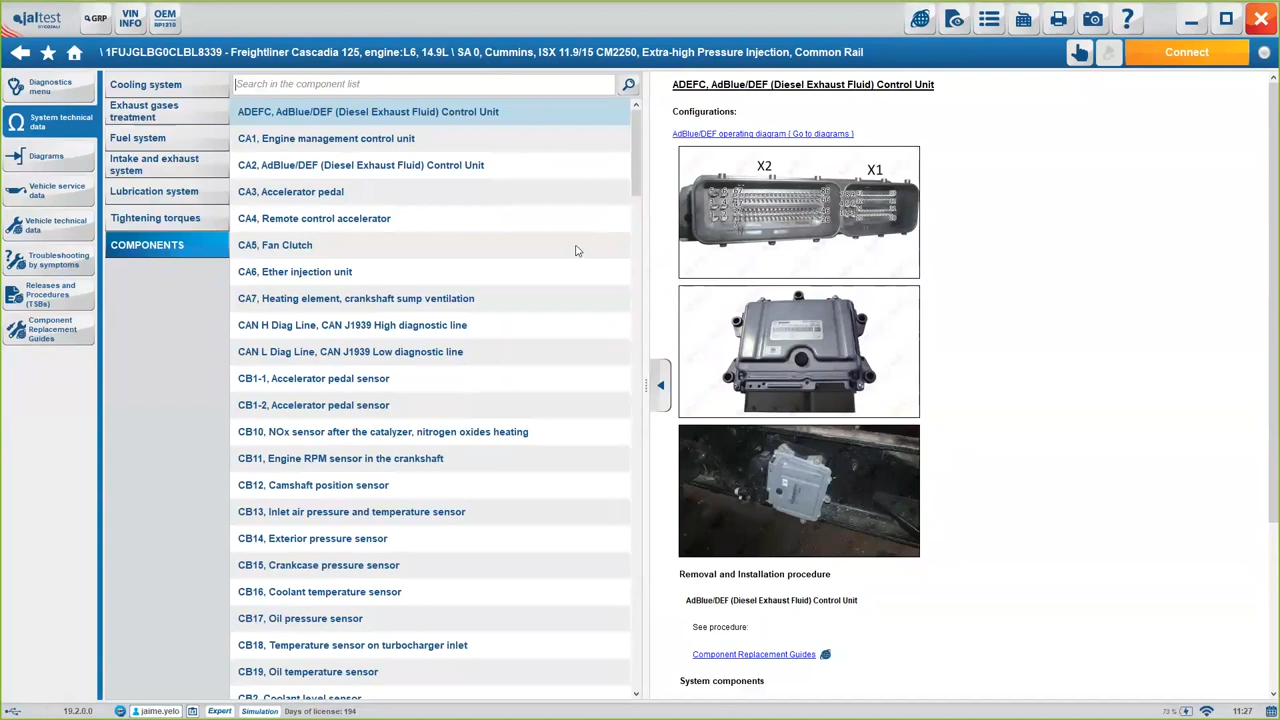 jaltest
BY COJALI
GRP
VIN
INFO
OEM
RP1210
?
\ 1FUJGLBG0CLBL8339 - Freightliner Cascadia 125, engine:L6, 14.9L \ SA 0, Cummins, ISX 11.9/15 CM2250, Extra-high Pressure Injection, Common Rail
Connect
Diagnostics
menu
System technical
data
Diagrams
Vehicle service
data
Vehicle technical
data
Troubleshooting
by symptoms
Releases and
Procedures
(TSBs)
Component
Replacement
Guides
Cooling system
Exhaust gases
treatment
Fuel system
Intake and exhaust
system
Lubrication system
Tightening torques
COMPONENTS
Search in the component list
ADEFC, AdBlue/DEF (Diesel Exhaust Fluid) Control Unit
CA1, Engine management control unit
CA2, AdBlue/DEF (Diesel Exhaust Fluid) Control Unit
CA3, Accelerator pedal
CA4, Remote control accelerator
CA5, Fan Clutch
CA6, Ether injection unit
CA7, Heating element, crankshaft sump ventilation
CAN H Diag Line, CAN J1939 High diagnostic line
CAN L Diag Line, CAN J1939 Low diagnostic line
CB1-1, Accelerator pedal sensor
CB1-2, Accelerator pedal sensor
CB10, NOx sensor after the catalyzer, nitrogen oxides heating
CB11, Engine RPM sensor in the crankshaft
CB12, Camshaft position sensor
CB13, Inlet air pressure and temperature sensor
CB14, Exterior pressure sensor
CB15, Crankcase pressure sensor
CB16, Coolant temperature sensor
CB17, Oil pressure sensor
CB18, Temperature sensor on turbocharger inlet
CB19, Oil temperature sensor
CB2, Coolant level sensor
ADEFC, AdBlue/DEF (Diesel Exhaust Fluid) Control Unit
Configurations:
AdBlue/DEF operating diagram ( Go to diagrams )
X2
X1
Removal and Installation procedure
AdBlue/DEF (Diesel Exhaust Fluid) Control Unit
See procedure:
Component Replacement Guides
System components
19.2.0.0
jaime.yelo
Expert
Simulation
Days of license: 194
73 %
11:27